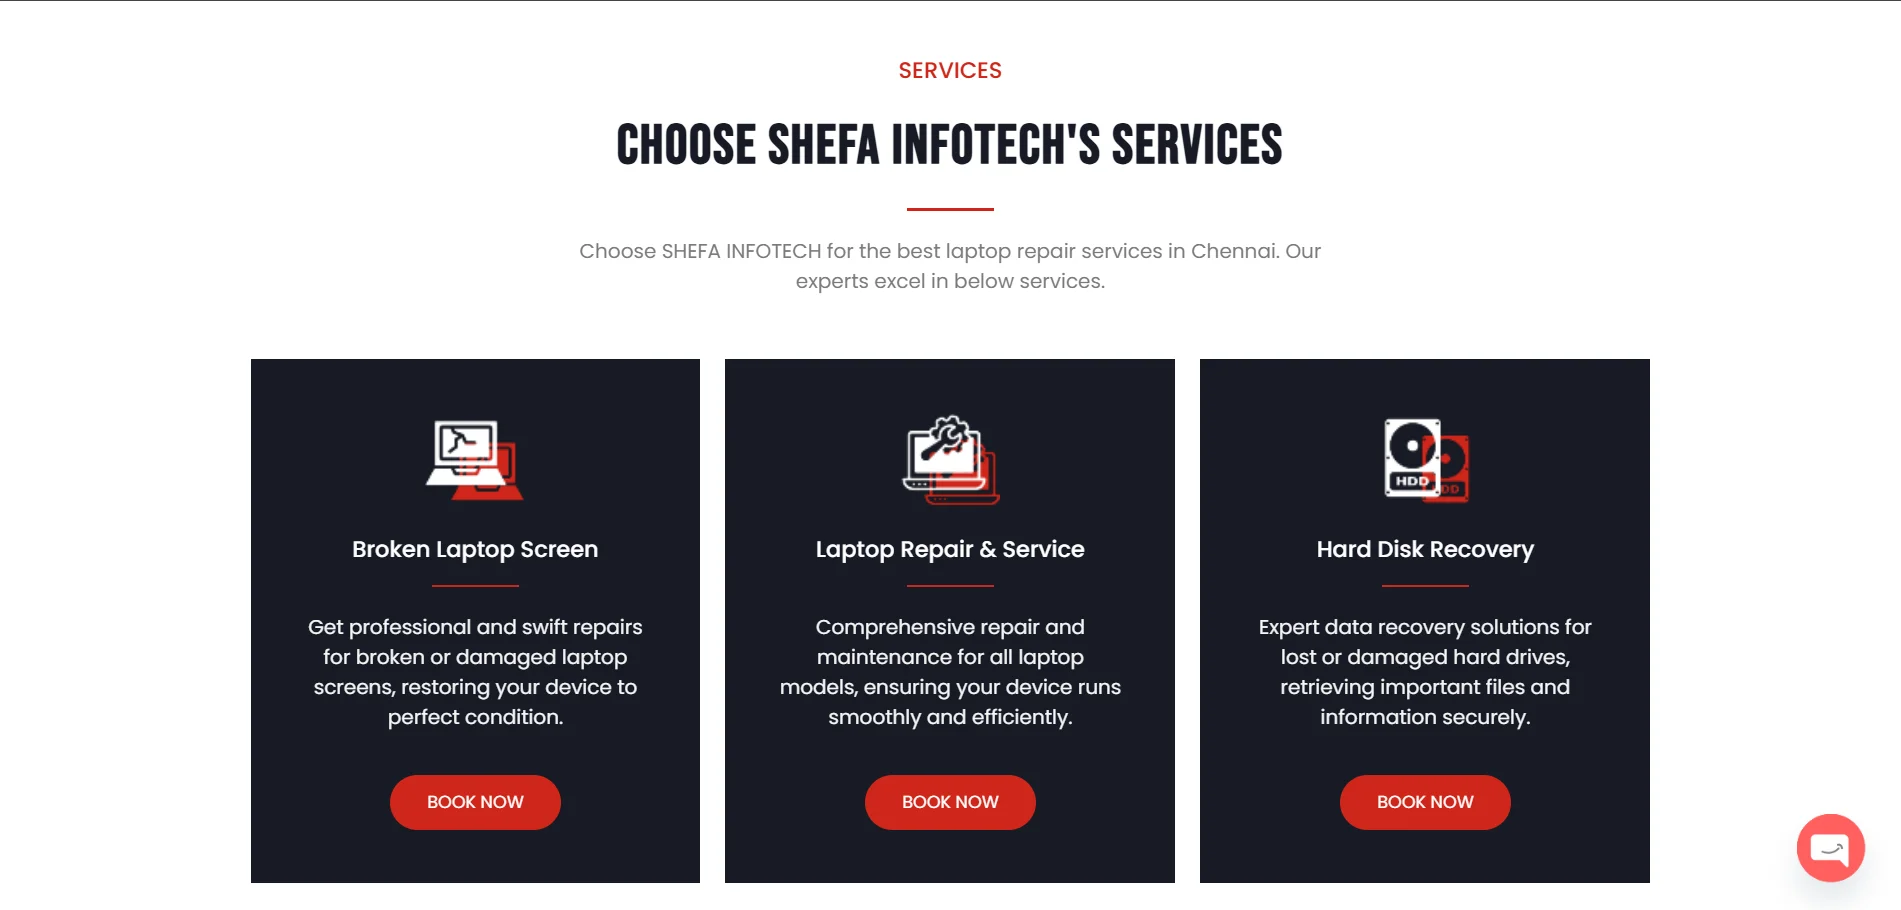 SERVICES
CHOOSE SHEFA INFOTECH'S SERVICES
Choose SHEFA INFOTECH for the best laptop repair services in Chennai. Our
experts excel in below services.
Broken Laptop Screen
Get professional and swift repairs
for broken or damaged laptop
screens, restoring your device to
perfect condition.
BOOK NOW
Laptop Repair & Service
Comprehensive repair and
maintenance for all laptop
models, ensuring your device runs
smoothly and efficiently.
BOOK NOW
HDD
HDD
Hard Disk Recovery
Expert data recovery solutions for
lost or damaged hard drives,
retrieving important files and
information securely.
BOOK NOW